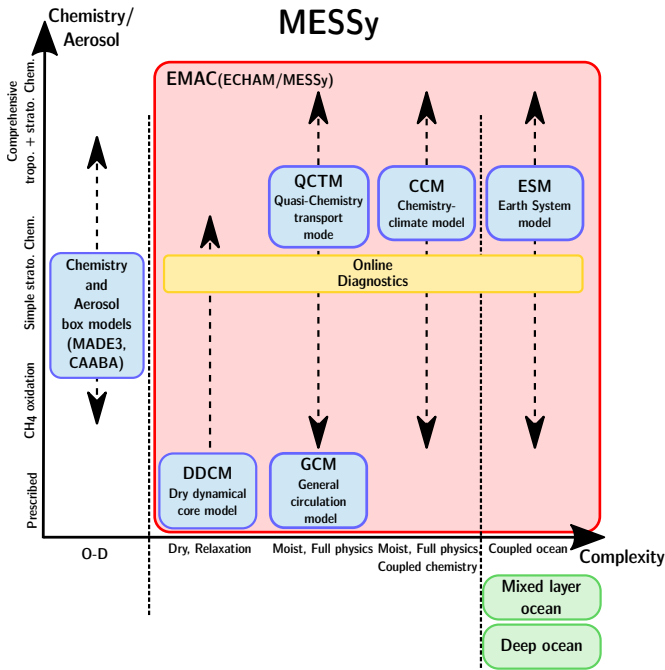 MESSy
Chemistry/
Aerosol
Comprehensive
tropo. + strato. Chem.
Simple strato. Chem.
CH4 oxidation
Prescribed
EMAC(ECHAM/MESSy)
QCTM
Quasi-Chemistry
transport
mode
CCM
Chemistry-
climate model
ESM
Earth System
model
Online
Diagnostics
Chemistry
and
Aerosol
box models
(MADE3,
CAABA)
DDCM
Dry dynamical
core model
GCM
General
circulation
model
O-D
Dry, Relaxation
Moist, Full physics
Moist, Full physics,
Coupled chemistry
Coupled ocean
Complexity
Mixed layer
ocean
Deep ocean